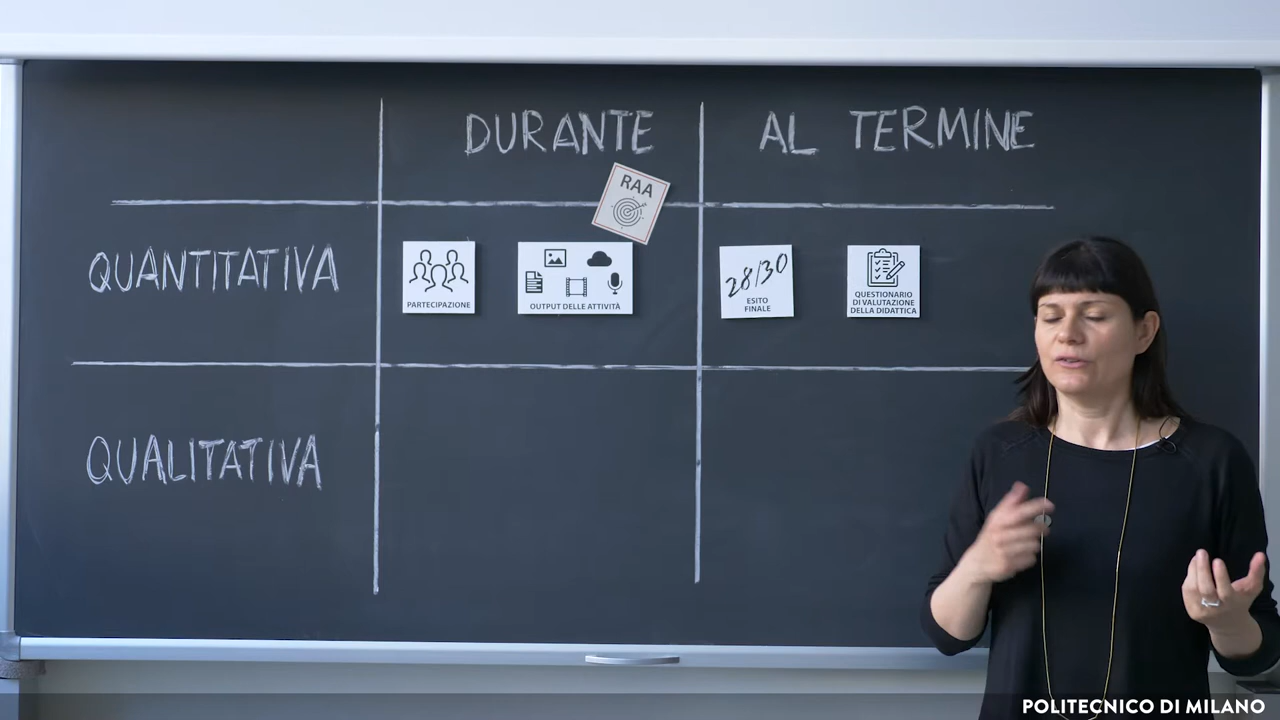 DURANTE
AL TERMINE
RAA
QUANTITATIVA
PARTECIPAZIONE
OUTPUT DELLE ATTIVITÀ
28/30
ESITO
FINALE
QUESTIONARIO
DI VALUTAZIONE
DELLA DIDATTICA
QUALITATIVA
POLITECNICO DI MILANO